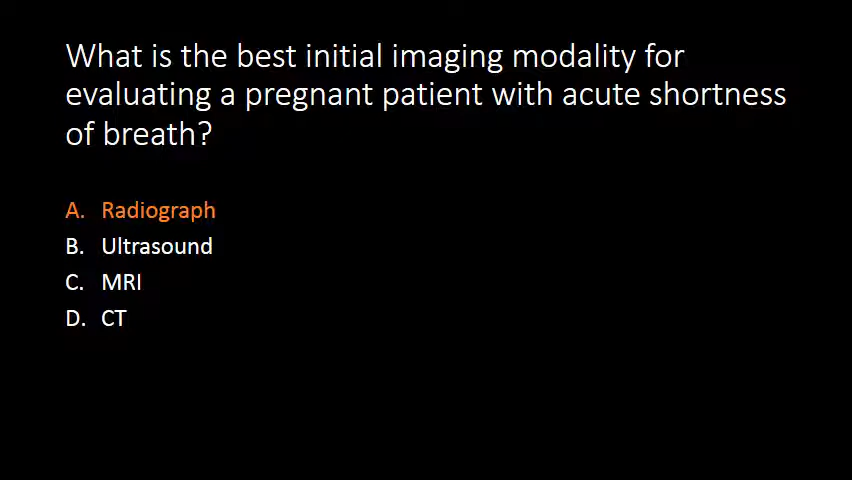 What is the best initial imaging modality for
evaluating a pregnant patient with acute shortness
of breath?
A. Radiograph
B. Ultrasound
C. MRI
D. CT